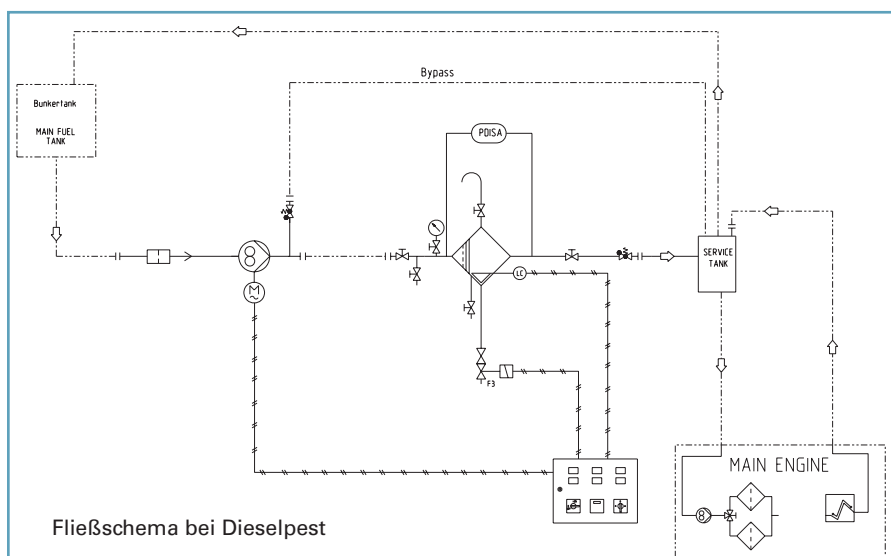 Bypass
Bunkertank
MAIN FUEL
TANK
PDISA
SERVICE
TANK
LC
M
F3
MAIN ENGINE
Fließschema bei Dieselpest